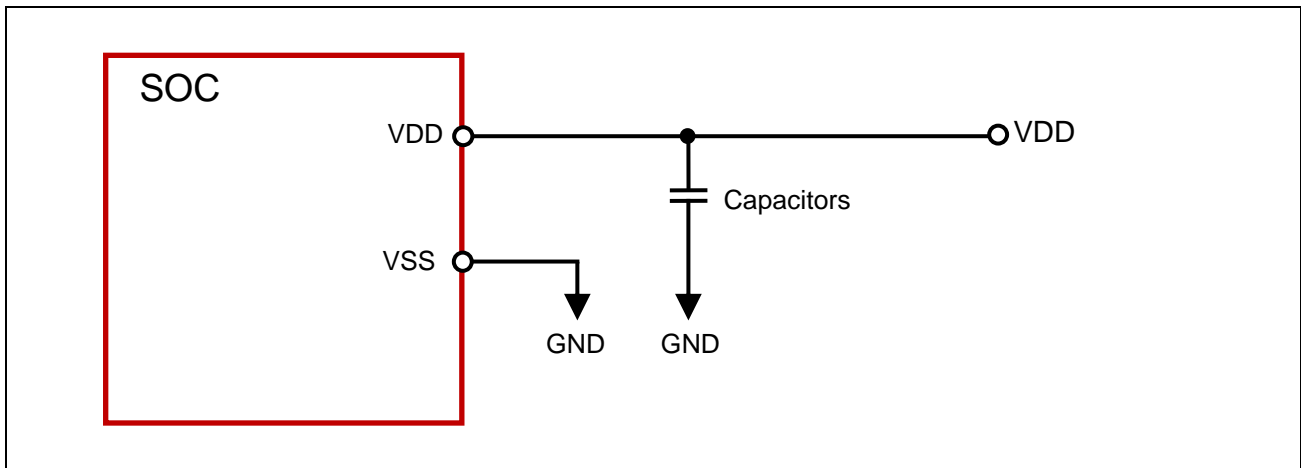 SOC
VDD
VDD
Capacitors
VSS
GND
GND